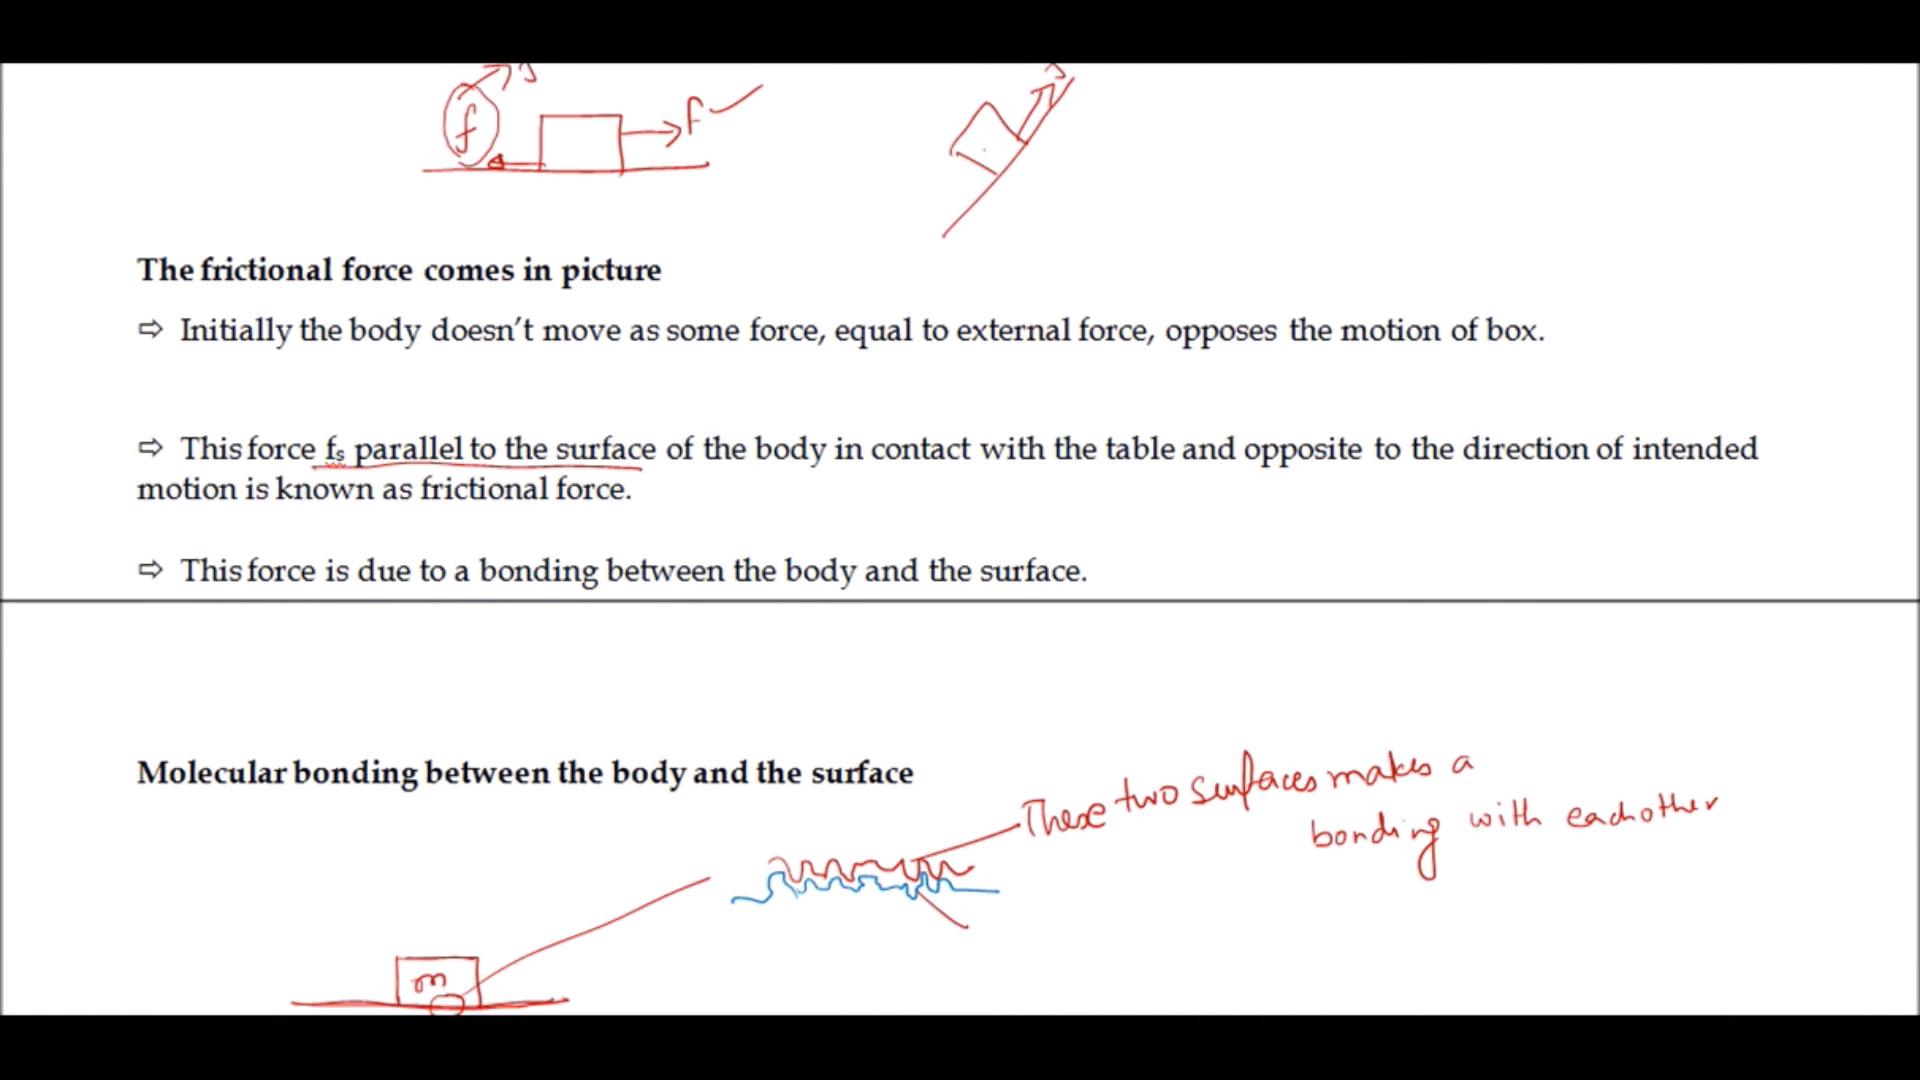 f
F
The frictional force comes in picture
⇨ Initially the body doesn't move as some force, equal to external force, opposes the motion of box.
⇨ This force fs parallel to the surface of the body in contact with the table and opposite to the direction of intended
motion is known as frictional force.
⇨ This force is due to a bonding between the body and the surface.
Molecular bonding between the body and the surface
These two surfaces makes a
bonding with eachother
m